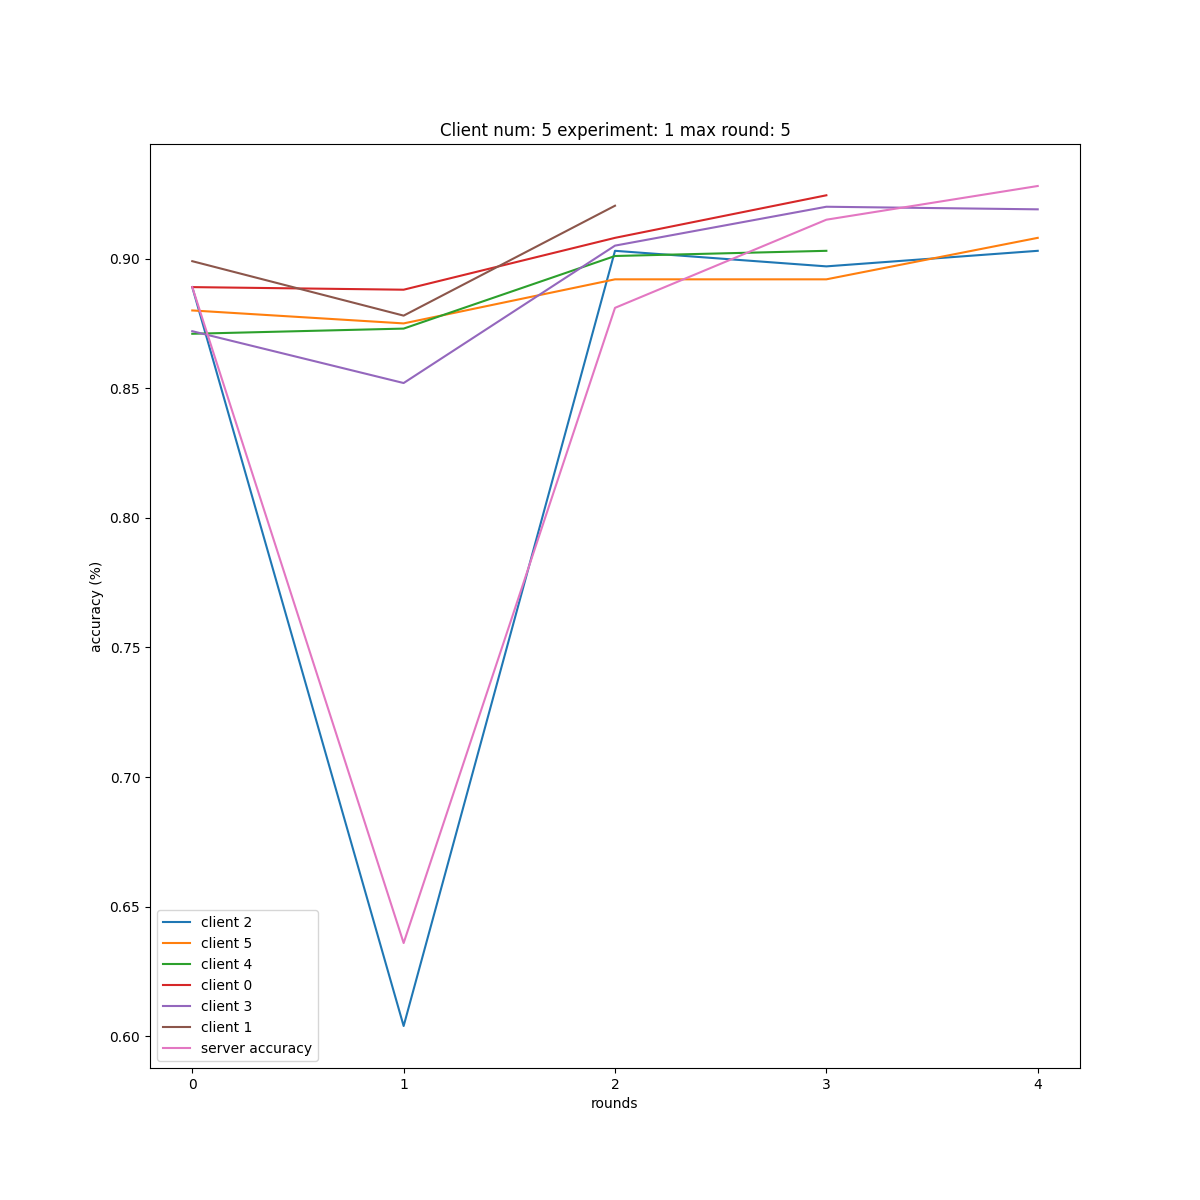 Client num: 5 experiment: 1 max round: 5
accuracy (%)
0.90
0.85
0.80
0.75
0.70
0.65
0.60
client 2
client 5
client 4
client 0
client 3
client 1
server accuracy
0 1 2 3 4
rounds